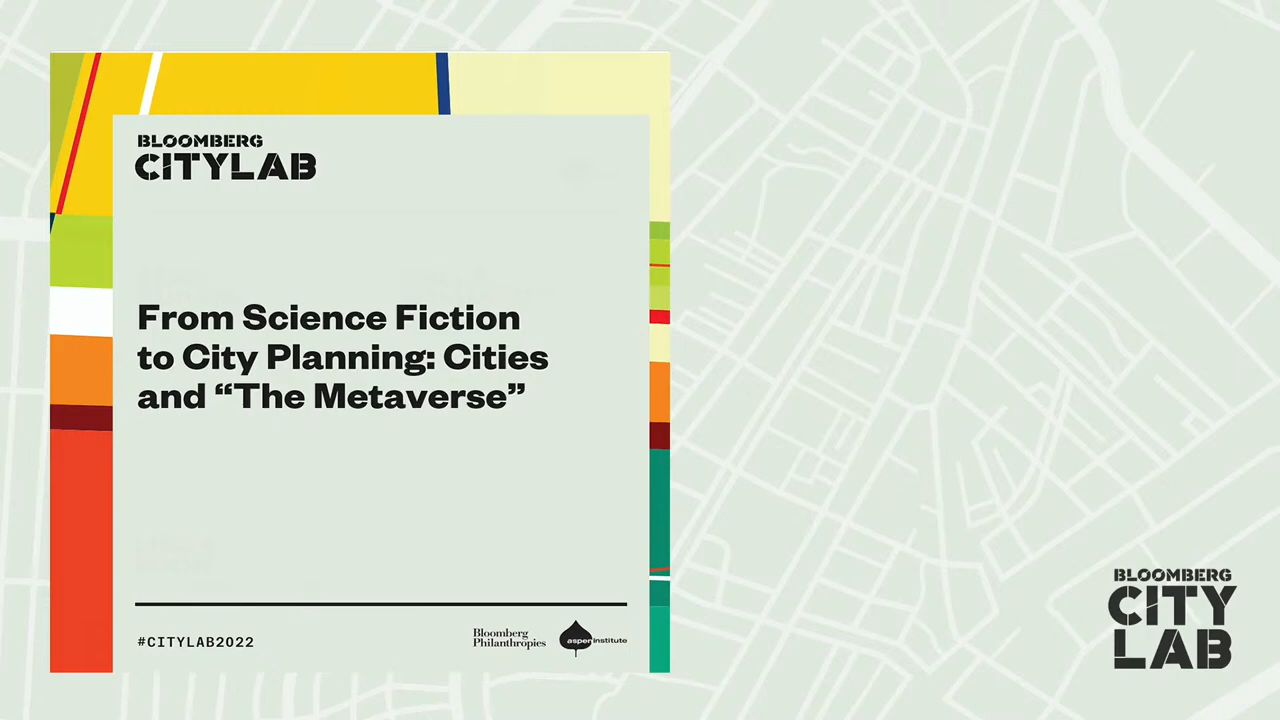 BLOOMBERG
CITYLAB
From Science Fiction
to City Planning: Cities
and “The Metaverse”
#CITYLAB2022
Bloomberg
Philanthropies
aspen institute
BLOOMBERG
CITY
LAB